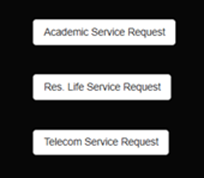 Academic Service Request
Res. Life Service Request
Telecom Service Request